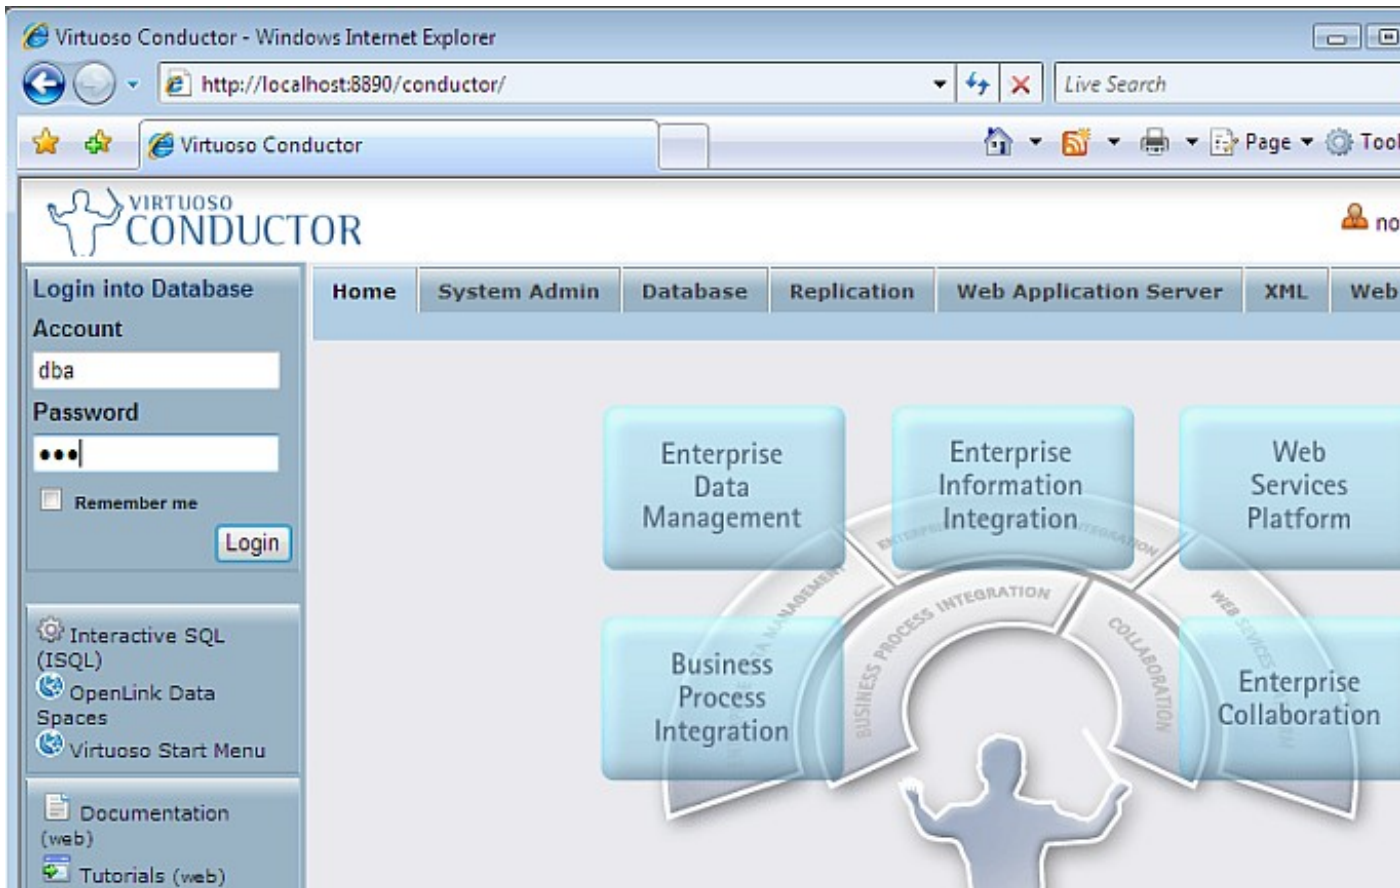 Virtuoso Conductor - Windows Internet Explorer
http://localhost:8890/conductor/
Live Search
Virtuoso Conductor
Page
Tool
VIRTUOSO
CONDUCTOR
no
Login into Database
Account
dba
Password
Remember me
Login
Home
System Admin
Database
Replication
Web Application Server
XML
Web
Interactive SQL
(ISQL)
OpenLink Data
Spaces
Virtuoso Start Menu
Documentation
(web)
Tutorials (web)
Enterprise
Data
Management
Enterprise
Information
Integration
Web
Services
Platform
Business
Process
Integration
Enterprise
Collaboration
MANAGEMENT
BUSINESS PROCESS INTEGRATION
COLLABORATION